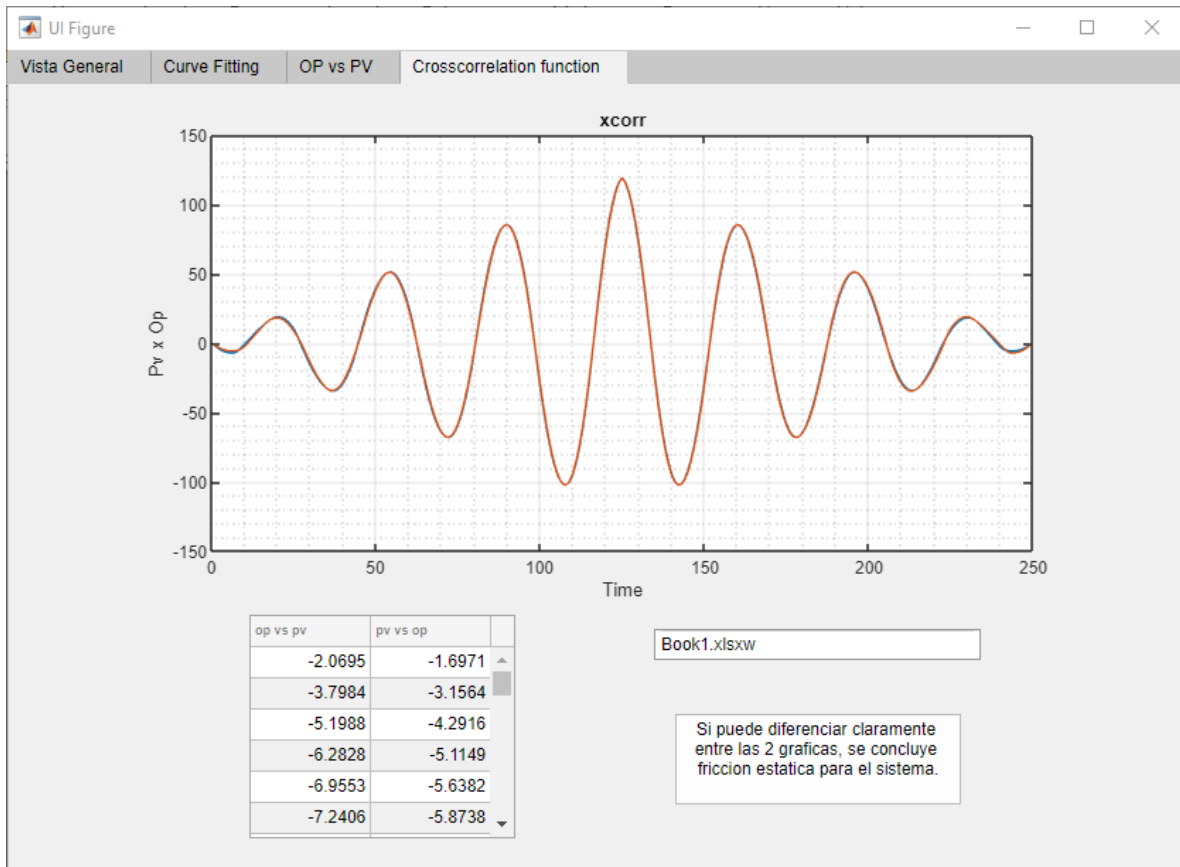 UI Figure
Vista General
Curve Fitting
OP vs PV
Crosscorrelation function
xcorr
150
100
50
0
-50
-100
-150
Pv x Op
0
50
100
150
200
250
Time
op vs pv pv vs op
-2.0695 -1.6971
-3.7984 -3.1564
-5.1988 -4.2916
-6.2828 -5.1149
-6.9553 -5.6382
-7.2406 -5.8738
Book1.xlsxw
Si puede diferenciar claramente
entre las 2 graficas, se concluye
friccion estatica para el sistema.